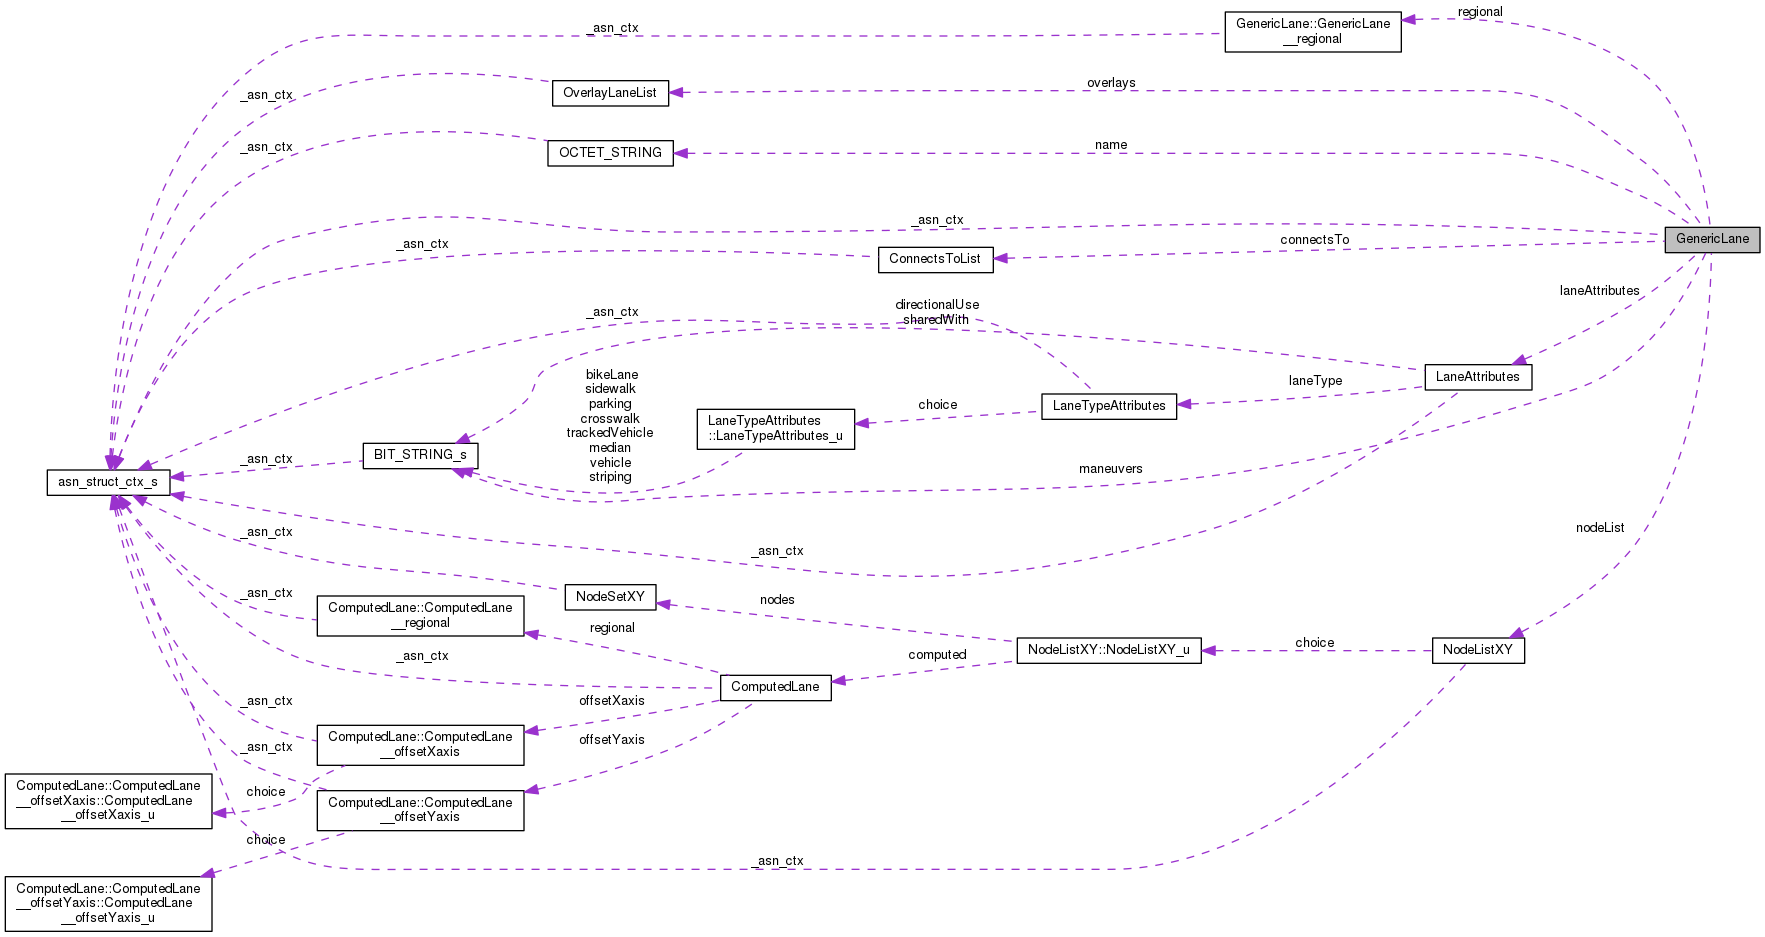 regional
GenericLane::GenericLane
__regional
_asn_ctx
overlays
OverlayLaneList
_asn_ctx
name
OCTET_STRING
_asn_ctx
_asn_ctx
GenericLane
connectsTo
ConnectsToList
_asn_ctx
laneAttributes
directionalUse
sharedWith
_asn_ctx
LaneAttributes
laneType
LaneTypeAttributes
choice
LaneTypeAttributes
::LaneTypeAttributes_u
bikeLane
sidewalk
parking
crosswalk
trackedVehicle
median
vehicle
striping
BIT_STRING_s
_asn_ctx
asn_struct_ctx_s
maneuvers
nodeList
_asn_ctx
_asn_ctx
NodeSetXY
nodes
_asn_ctx
ComputedLane::ComputedLane
__regional
regional
NodeListXY::NodeListXY_u
choice
NodeListXY
computed
_asn_ctx
ComputedLane
offsetXaxis
_asn_ctx
ComputedLane::ComputedLane
__offsetXaxis
offsetYaxis
_asn_ctx
ComputedLane::ComputedLane
__offsetXaxis::ComputedLane
__offsetXaxis_u
choice
ComputedLane::ComputedLane
__offsetYaxis
choice
_asn_ctx
ComputedLane::ComputedLane
__offsetYaxis::ComputedLane
__offsetYaxis_u